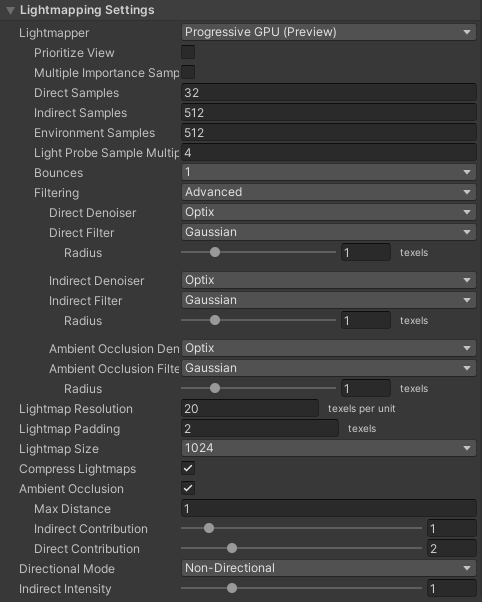 Lightmapping Settings
Lightmapper Progressive GPU (Preview)
Prioritize View
Multiple Importance Samp
Direct Samples 32
Indirect Samples 512
Environment Samples 512
Light Probe Sample Multip 4
Bounces 1
Filtering Advanced
Direct Denoiser Optix
Direct Filter Gaussian
Radius 1 texels
Indirect Denoiser Optix
Indirect Filter Gaussian
Radius 1 texels
Ambient Occlusion Den Optix
Ambient Occlusion Filte Gaussian
Radius 1 texels
Lightmap Resolution 20 texels per unit
Lightmap Padding 2 texels
Lightmap Size 1024
Compress Lightmaps
Ambient Occlusion
Max Distance 1
Indirect Contribution 1
Direct Contribution 2
Directional Mode Non-Directional
Indirect Intensity 1